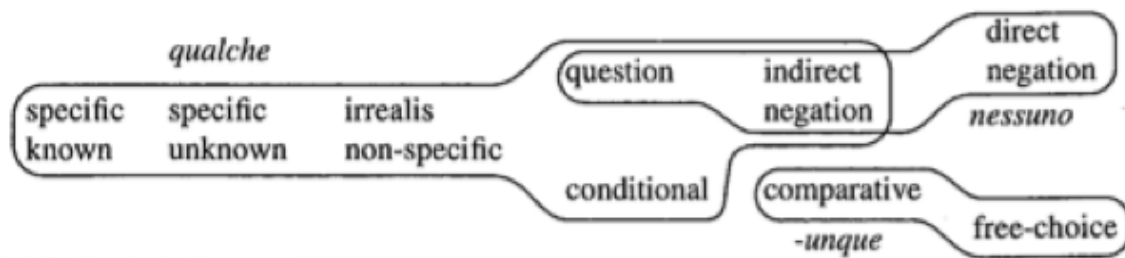 qualche
specific known
specific unknown
irrealis non-specific
question
indirect negation
direct negation
nessuno
conditional
comparative
-unque
free-choice